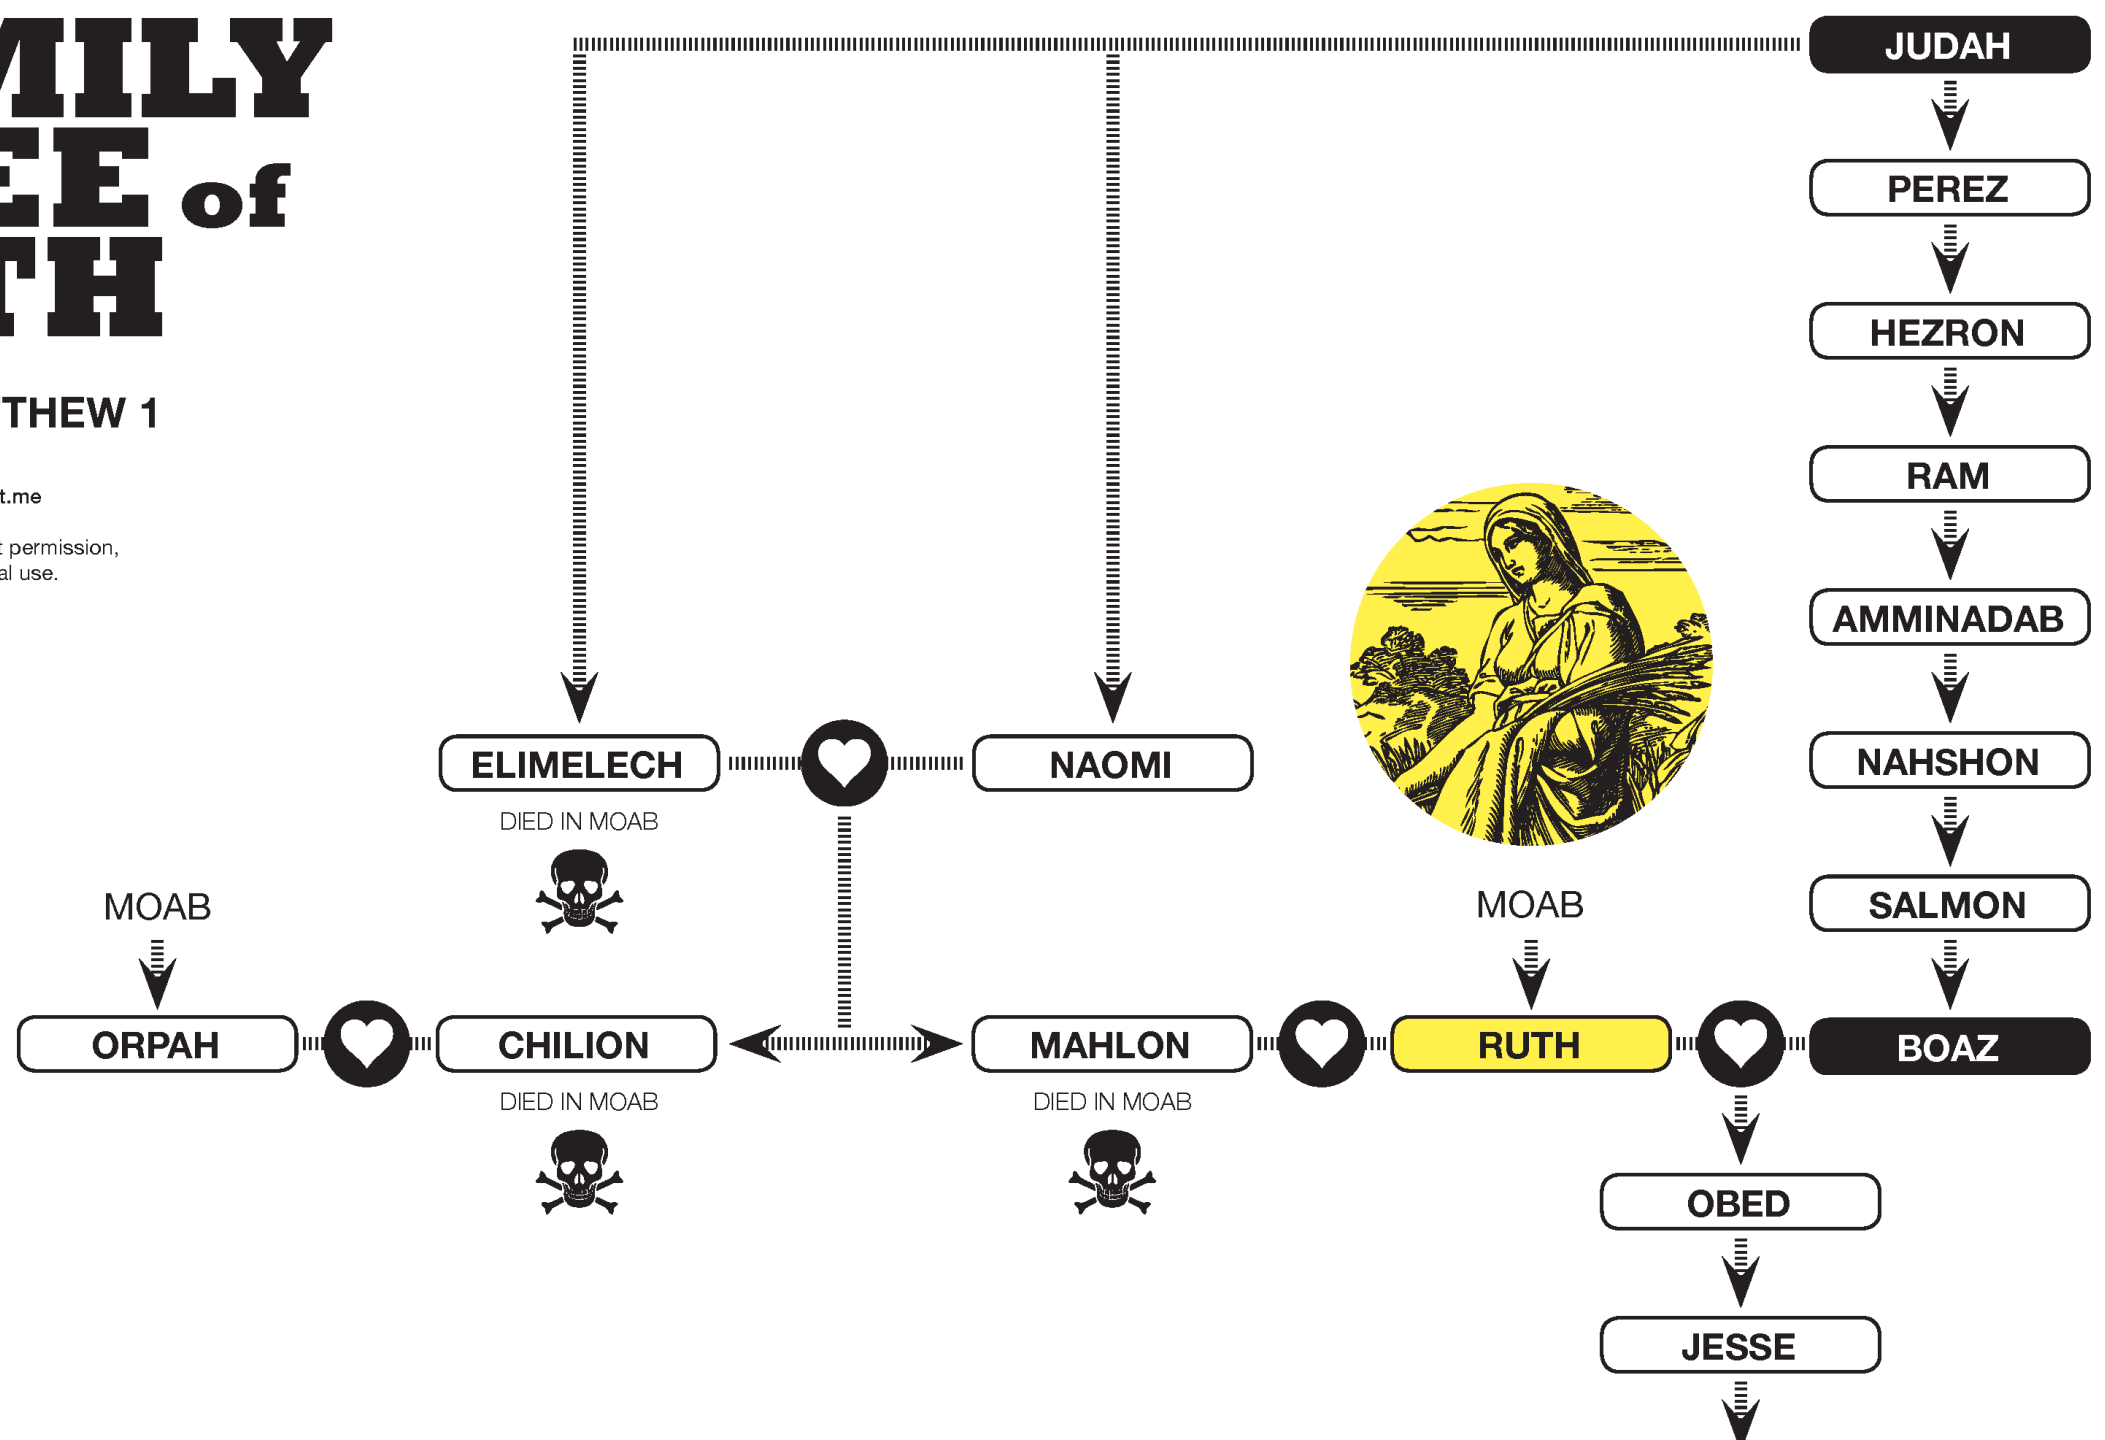 MILY
EE of
TH
THEW 1
t.me
t permission,
al use.
JUDAH
PEREZ
HEZRON
RAM
AMMINADAB
NAHSHON
ELIMELECH
NAOMI
DIED IN MOAB
MOAB
MOAB
SALMON
ORPAH
CHILION
MAHLON
RUTH
BOAZ
DIED IN MOAB
DIED IN MOAB
OBED
JESSE